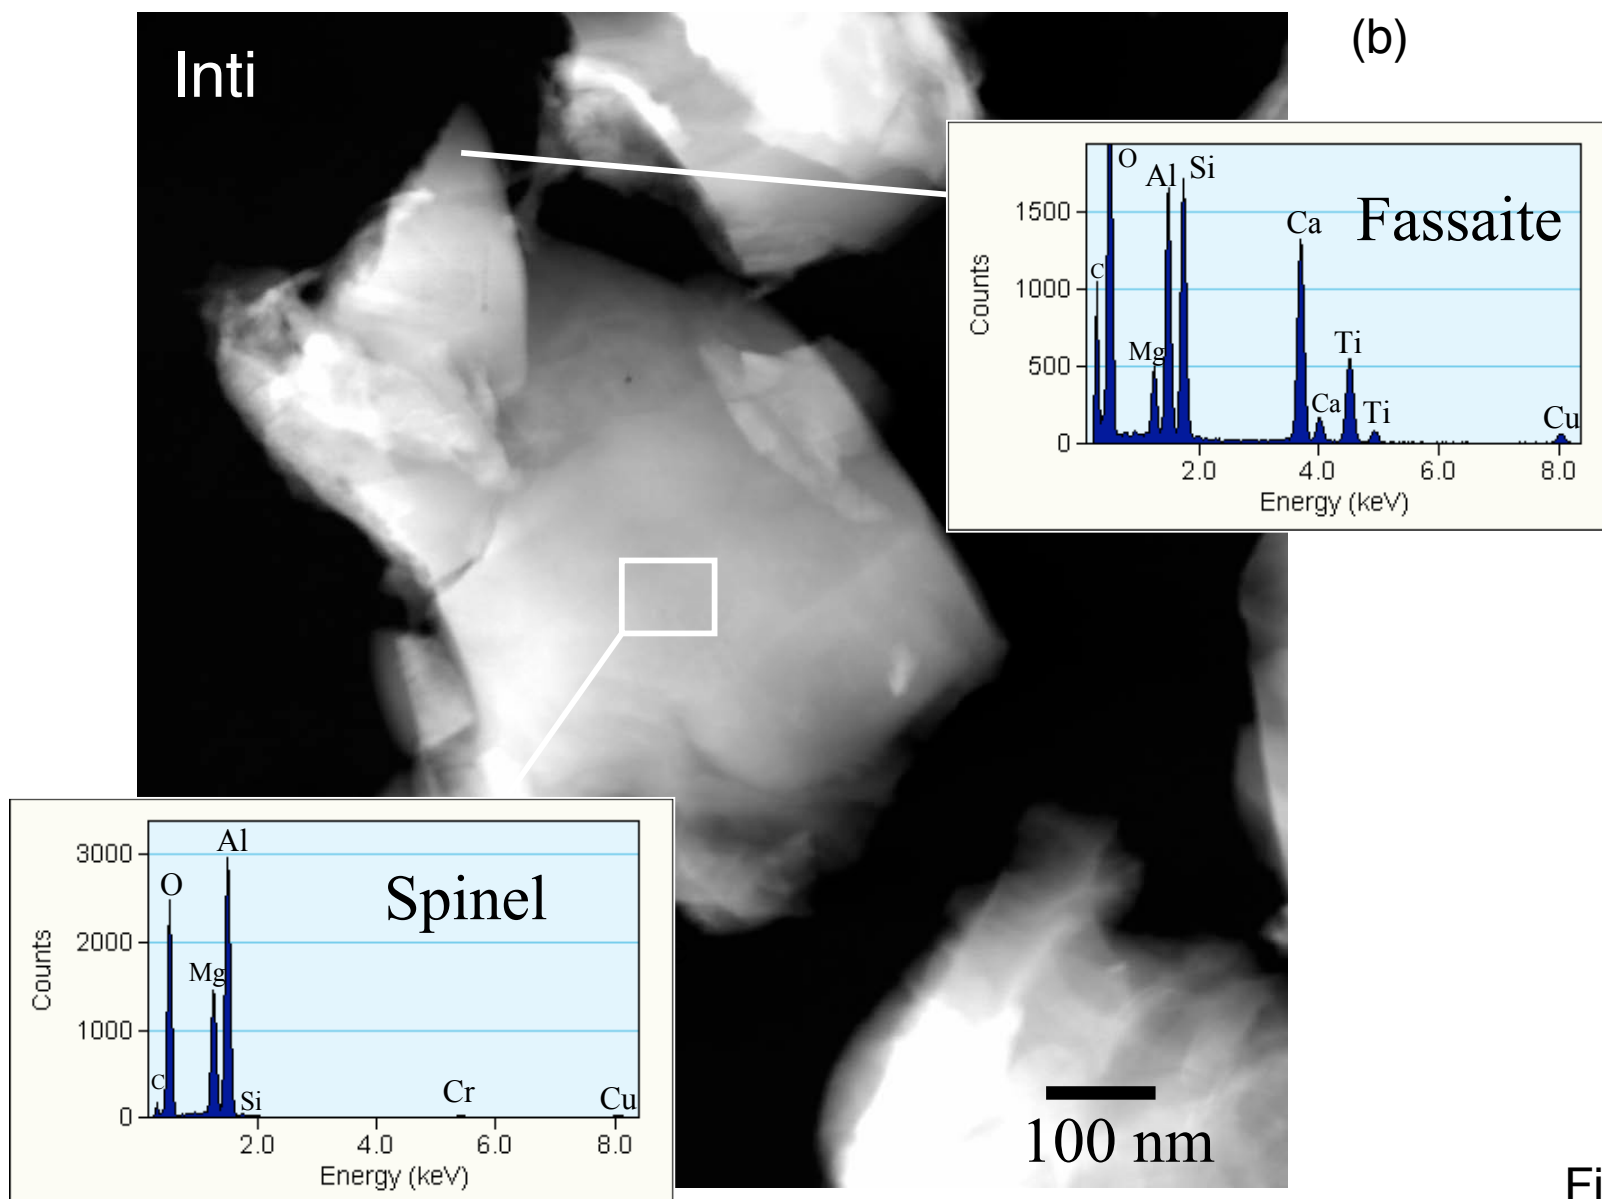 Inti
(b)
O
Al
Si
Fassaite
1500
Ca
C
1000
Counts
Mg
Ti
500
Ca
Ti
Cu
0
2.0
4.0
6.0
8.0
Energy (keV)
3000
Al
O
Spinel
2000
Mg
Counts
1000
C
Si
Cr
Cu
0
2.0
4.0
6.0
8.0
Energy (keV)
100 nm
Fi